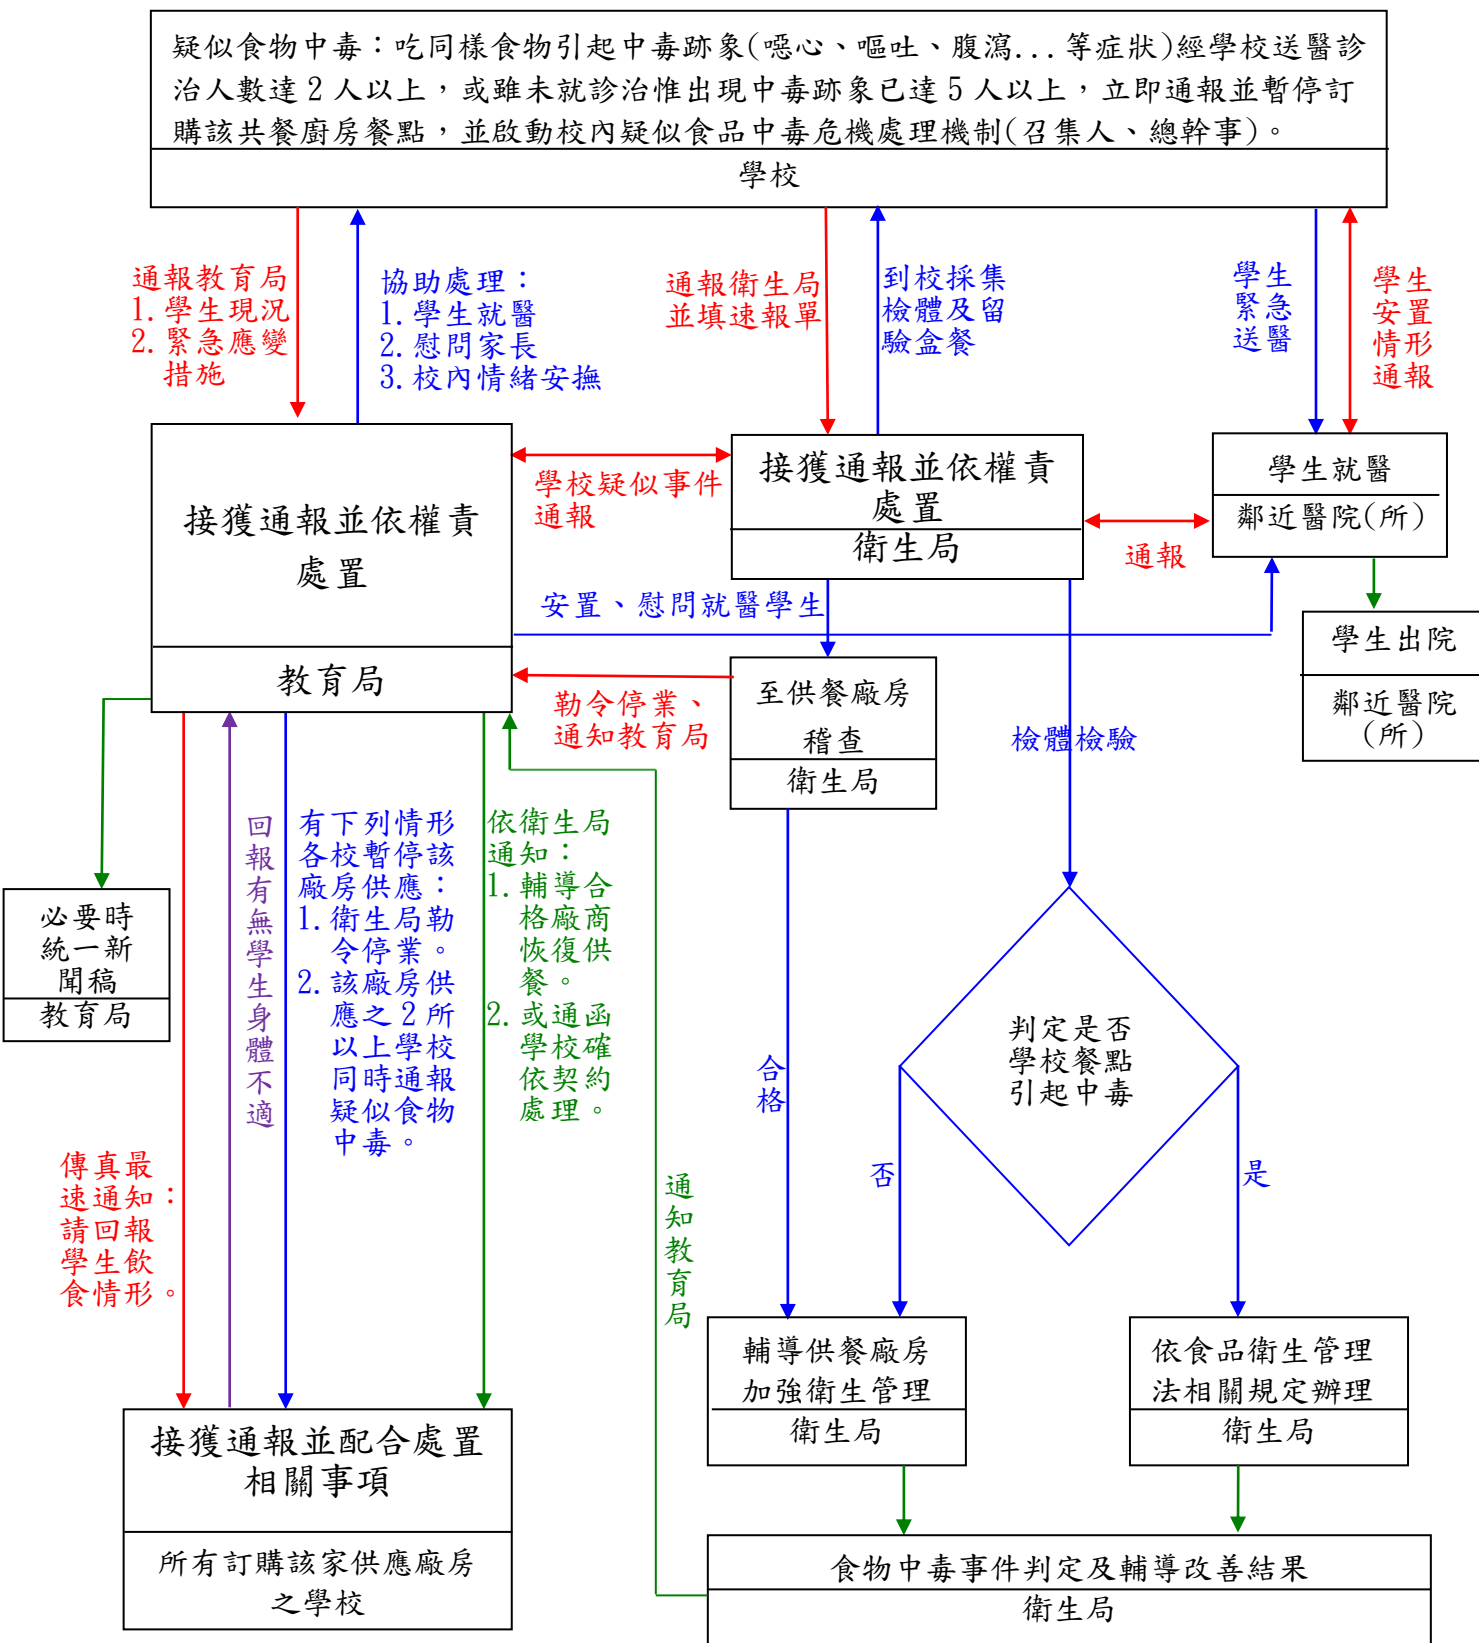 疑似食物中毒：吃同樣食物引起中毒跡象(噁心、嘔吐、腹瀉...等症狀)經學校送醫診
治人數達 2 人以上，或雖未就診治惟出現中毒跡象已達 5 人以上，立即通報並暫停訂
購該共餐廚房餐點，並啟動校內疑似食品中毒危機處理機制(召集人、總幹事)。
學校
通報教育局
1.學生現況
2.緊急應變
措施
協助處理：
1.學生就醫
2.慰問家長
3.校內情緒安撫
通報衛生局
並填速報單
到校採集
檢體及留
驗盒餐
學生
緊急
送醫
學生
安置
情形
通報
接獲通報並依權責
處置
教育局
學校疑似事件
通報
接獲通報並依權責
處置
衛生局
通報
學生就醫
鄰近醫院(所)
安置、慰問就醫學生
學生出院
鄰近醫院
(所)
勒令停業、
通知教育局
至供餐廠房
稽查
衛生局
檢體檢驗
必要時
統一新
聞稿
教育局
回報有無學生身體不適
有下列情形
各校暫停該
廠房供應：
1.衛生局勒
令停業。
2.該廠房供
應之 2 所
以上學校
同時通報
疑似食物
中毒。
依衛生局
通知：
1.輔導合
格廠商
恢復供
餐。
2.或通函
學校確
依契約
處理。
傳真最
速通知：
請回報
學生飲
食情形。
通知教育局
合格
判定是否
學校餐點
引起中毒
否
是
輔導供餐廠房
加強衛生管理
衛生局
依食品衛生管理
法相關規定辦理
衛生局
接獲通報並配合處置
相關事項
所有訂購該家供應廠房
之學校
食物中毒事件判定及輔導改善結果
衛生局